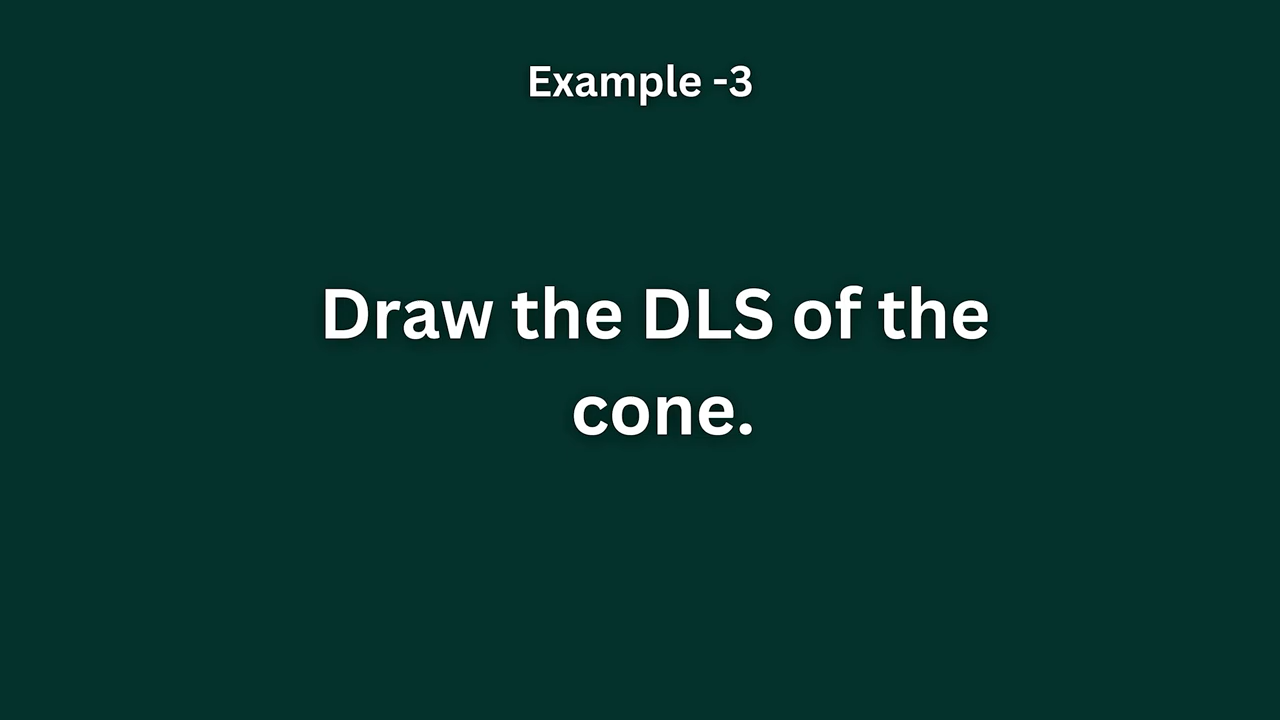 Example -3
Draw the DLS of the
cone.